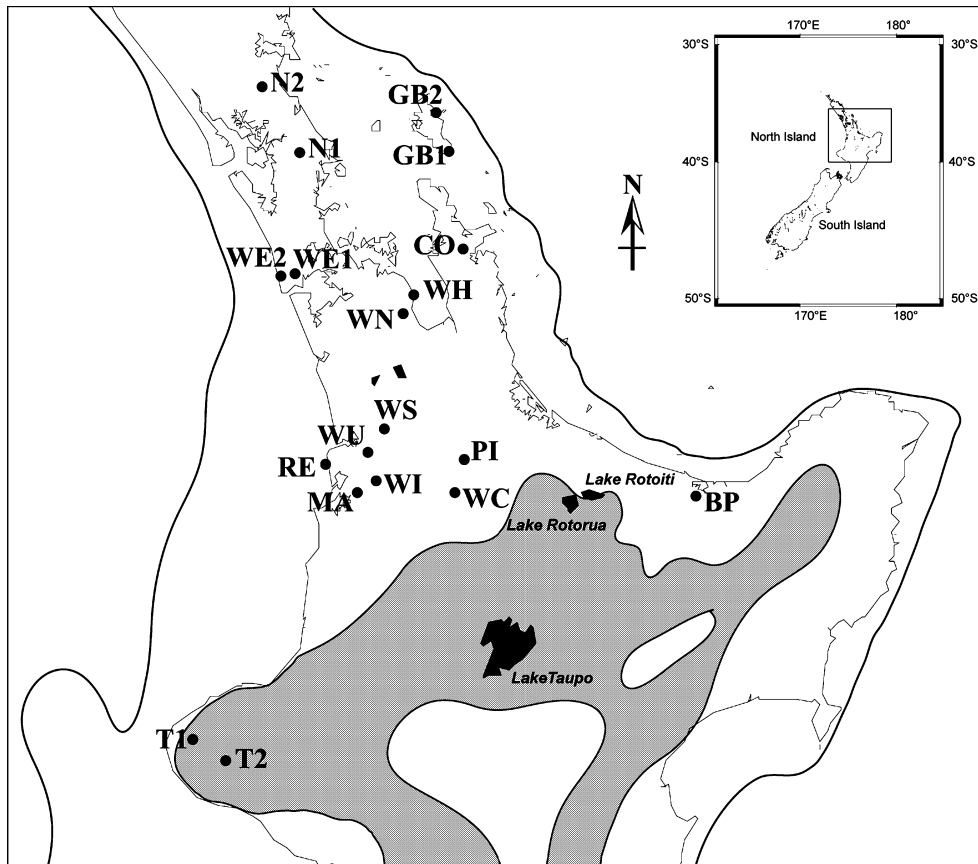 N2
GB2
N1
GB1
CO
WE2
WE1
WH
WN
WS
WU
RE
PI
WI
MA
WC
BP
Lake Rotoiti
Lake Rotorua
LakeTaupo
T1
T2
N
170°E 180°
30°S 30°S
North Island
40°S 40°S
South Island
50°S 50°S
170°E 180°